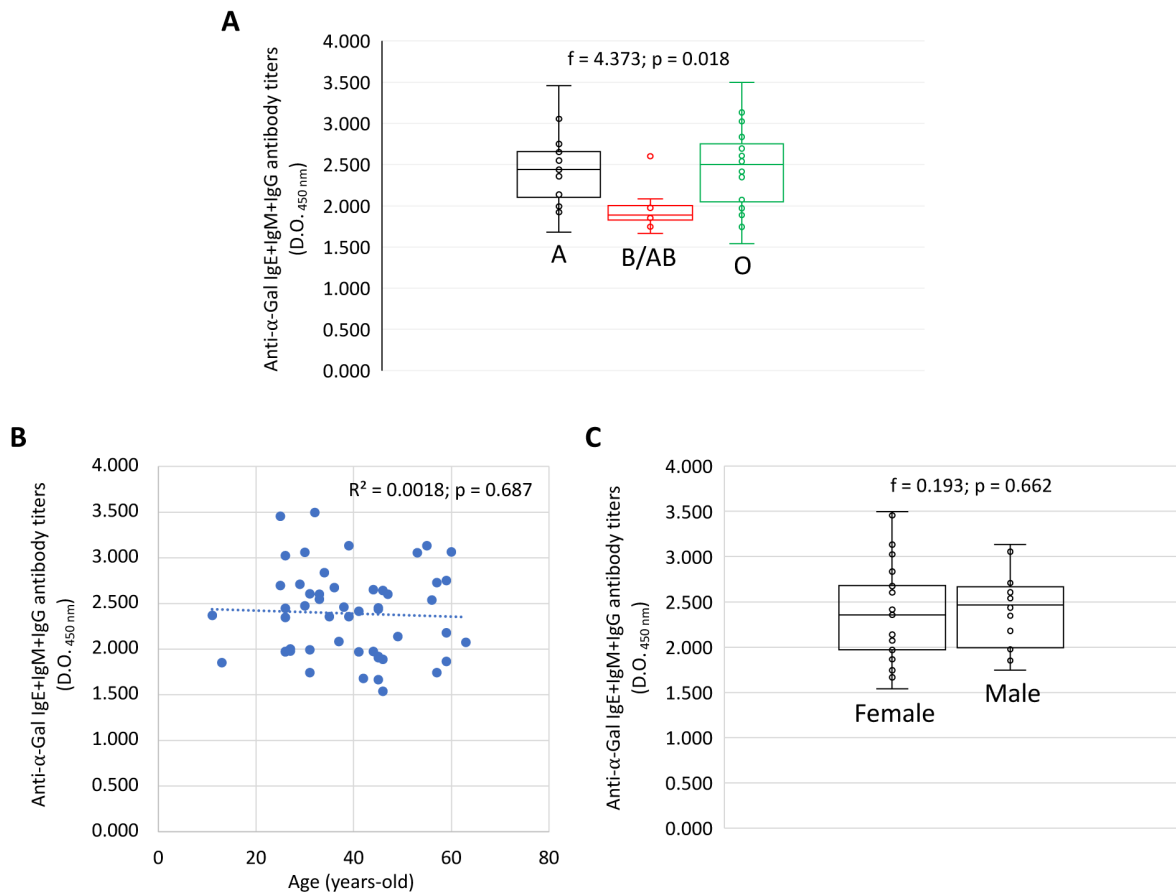 A
Anti-α-Gal IgE+IgM+IgG antibody titers
(D.O. 450 nm)
4.000
3.500
3.000
2.500
2.000
1.500
1.000
0.500
0.000
f = 4.373; p = 0.018
A
B/AB
O
B
Anti-α-Gal IgE+IgM+IgG antibody titers
(D.O. 450 nm)
4.000
3.500
3.000
2.500
2.000
1.500
1.000
0.500
0.000
R² = 0.0018; p = 0.687
0 20 40 60 80
Age (years-old)
C
Anti-α-Gal IgE+IgM+IgG antibody titers
(D.O. 450 nm)
4.000
3.500
3.000
2.500
2.000
1.500
1.000
0.500
0.000
f = 0.193; p = 0.662
Female
Male